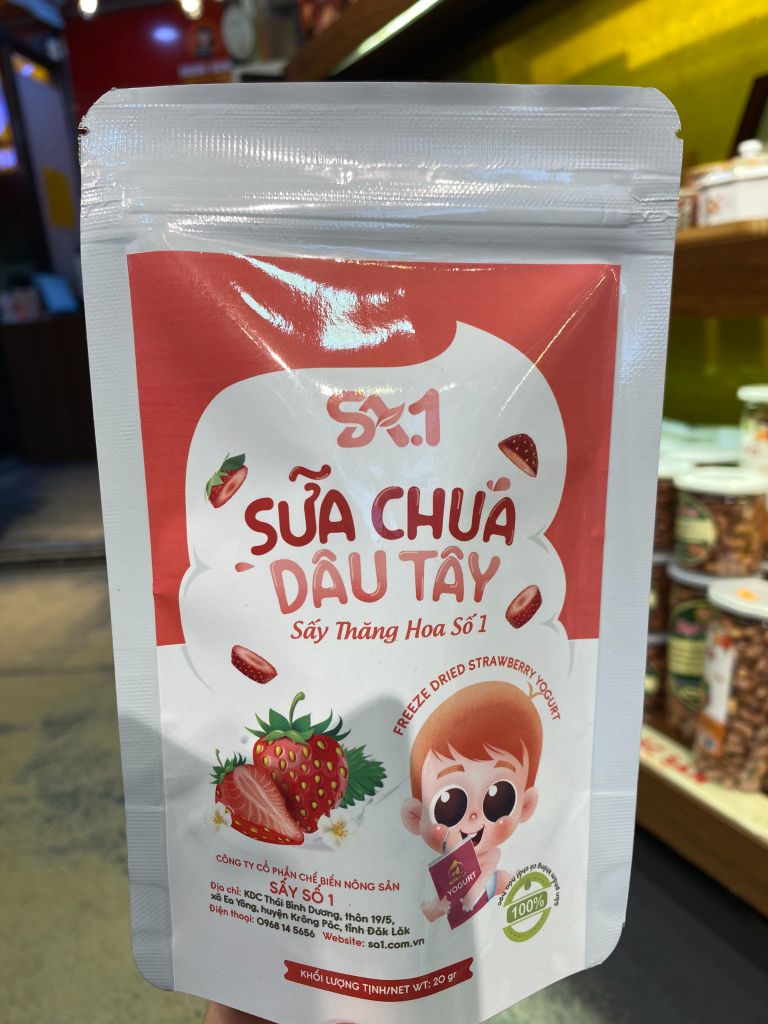 SA.1
SỮA CHUA
DÂU TÂY
Sấy Thăng Hoa Số 1
FREEZE DRIED STRAWBERRY YOGURT
YOGURT
CÔNG TY CỔ PHẦN CHẾ BIẾN NÔNG SẢN
SẤY SỐ 1
Địa chỉ: KDC Thái Bình Dương, thôn 19/5,
xã Ea Yông, huyện Krông Pắc, tỉnh Đắk Lắk
Điện thoại: 0968 14 5656 Website: sa1.com.vn
100%
KHỐI LƯỢNG TỊNH/NET WT: 20 gr